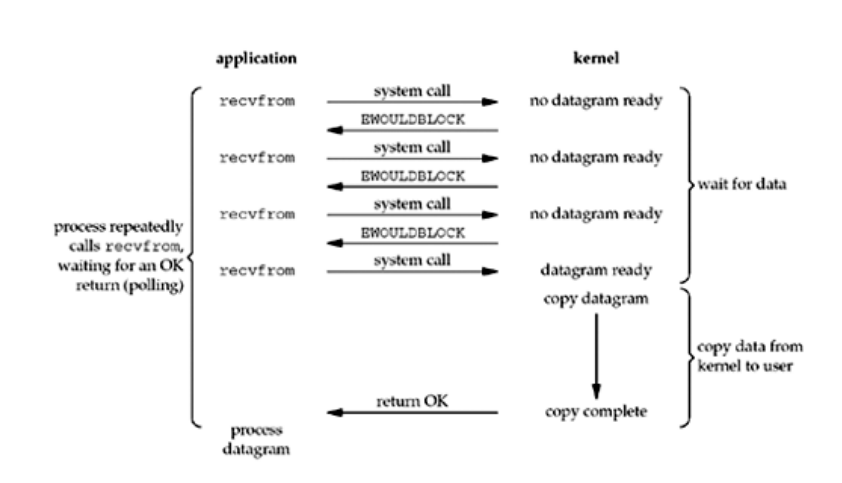 application
kernel
recvfrom
system call
no datagram ready
EWOULDBLOCK
recvfrom
system call
no datagram ready
EWOULDBLOCK
recvfrom
system call
no datagram ready
EWOULDBLOCK
recvfrom
system call
datagram ready
wait for data
process repeatedly
calls recvfrom,
waiting for an OK
return (polling)
copy datagram
copy data from
kernel to user
return OK
copy complete
process
datagram